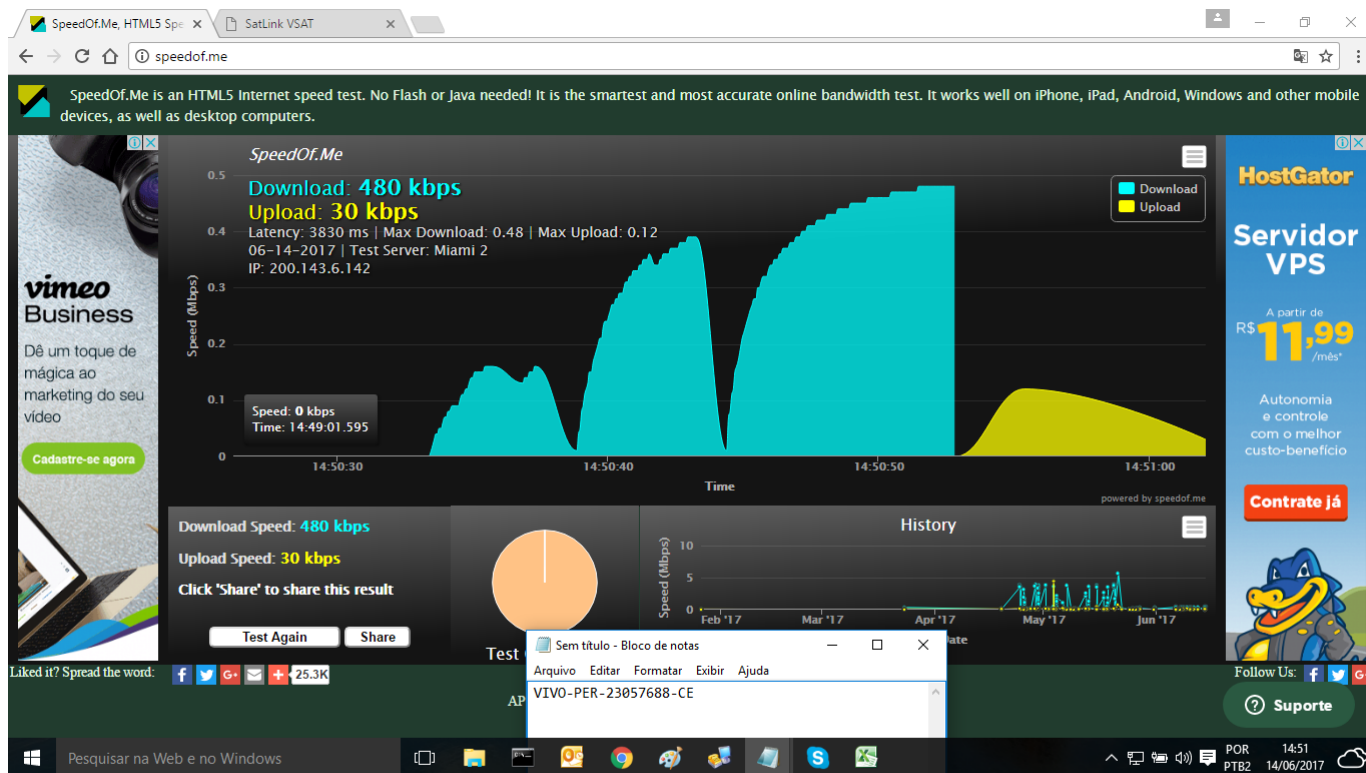 SpeedOf.Me, HTML5 Spe
SatLink VSAT
speedof.me
SpeedOf.Me is an HTML5 Internet speed test. No Flash or Java needed! It is the smartest and most accurate online bandwidth test. It works well on iPhone, iPad, Android, Windows and other mobile
devices, as well as desktop computers.
vimeo
Business
Dê um toque de
mágica ao
marketing do seu
vídeo
Cadastre-se agora
SpeedOf.Me
Download: 480 kbps
Upload: 30 kbps
Latency: 3830 ms | Max Download: 0.48 | Max Upload: 0.12
06-14-2017 | Test Server: Miami 2
IP: 200.143.6.142
Download
Upload
Speed (Mbps)
0.5
0.4
0.3
0.2
0.1
0
Speed: 0 kbps
Time: 14:49:01.595
14:50:30
14:50:40
14:50:50
14:51:00
Time
powered by speedof.me
Download Speed: 480 kbps
Upload Speed: 30 kbps
Click 'Share' to share this result
Test Again
Share
Test
History
Speed (Mbps)
10
5
0
Feb '17
Mar '17
Apr '17
May '17
Jun '17
ate
HostGator
Servidor
VPS
A partir de
R$ 11,99
/mês*
Autonomia
e controle
com o melhor
custo-benefício
Contrate já
Liked it? Spread the word:
25.3K
AP
Follow Us:
Suporte
Sem título - Bloco de notas
Arquivo Editar Formatar Exibir Ajuda
VIVO-PER-23057688-CE
Pesquisar na Web e no Windows
POR
PTB2
14:51
14/06/2017